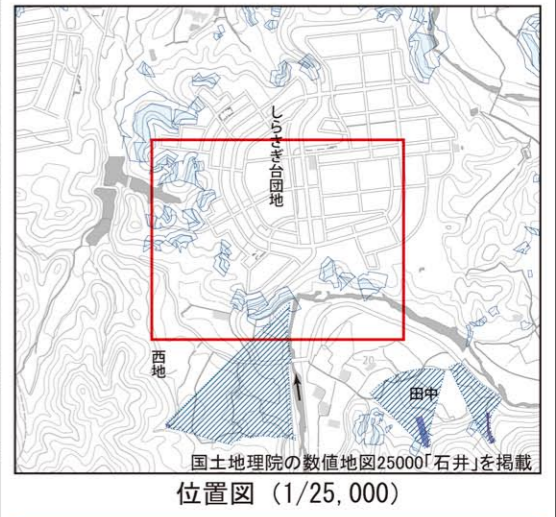 しらさぎ台団地
西地
20
田中
国土地理院の数値地図25000「石井」を掲載
位置図 (1/25,000)